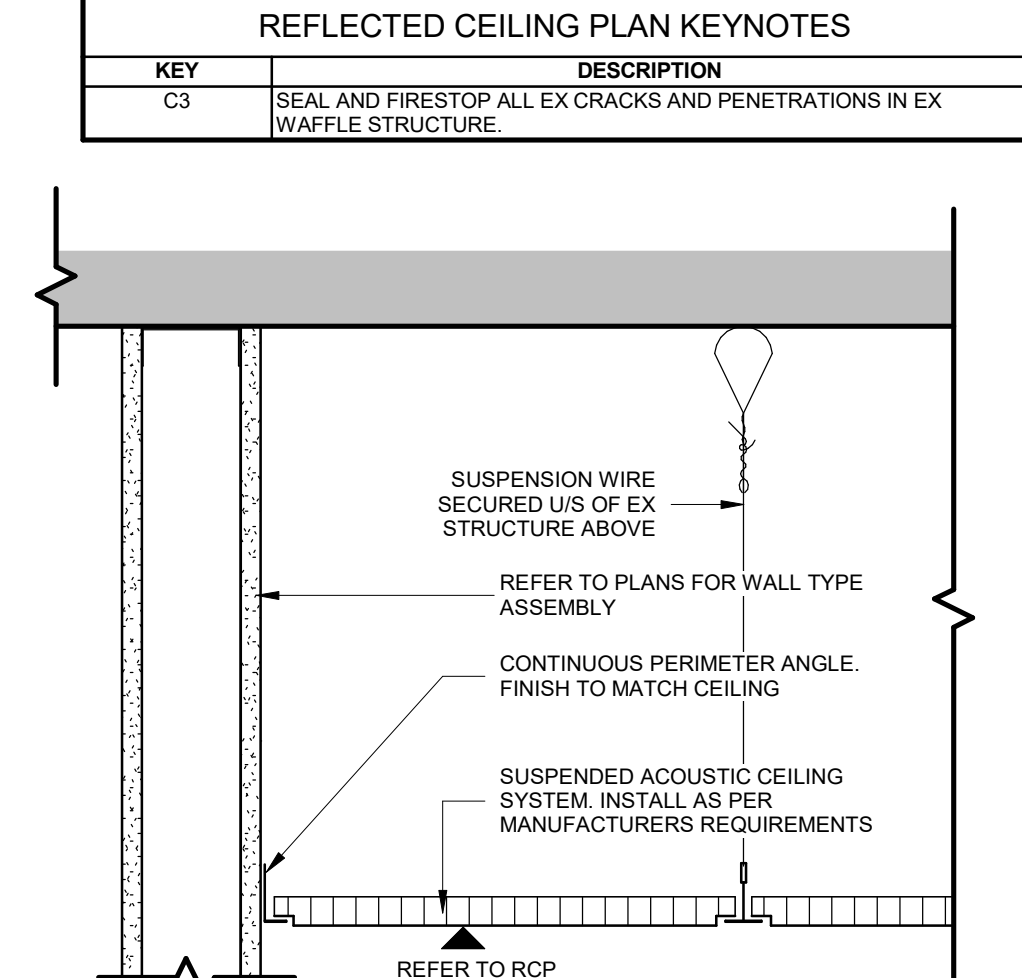 REFLECTED CEILING PLAN KEYNOTES
KEY DESCRIPTION
C3 SEAL AND FIRESTOP ALL EX CRACKS AND PENETRATIONS IN EX
WAFFLE STRUCTURE.
SUSPENSION WIRE
SECURED U/S OF EX
STRUCTURE ABOVE
REFER TO PLANS FOR WALL TYPE
ASSEMBLY
CONTINUOUS PERIMETER ANGLE.
FINISH TO MATCH CEILING
SUSPENDED ACOUSTIC CEILING
SYSTEM. INSTALL AS PER
MANUFACTURERS REQUIREMENTS
REFER TO RCP